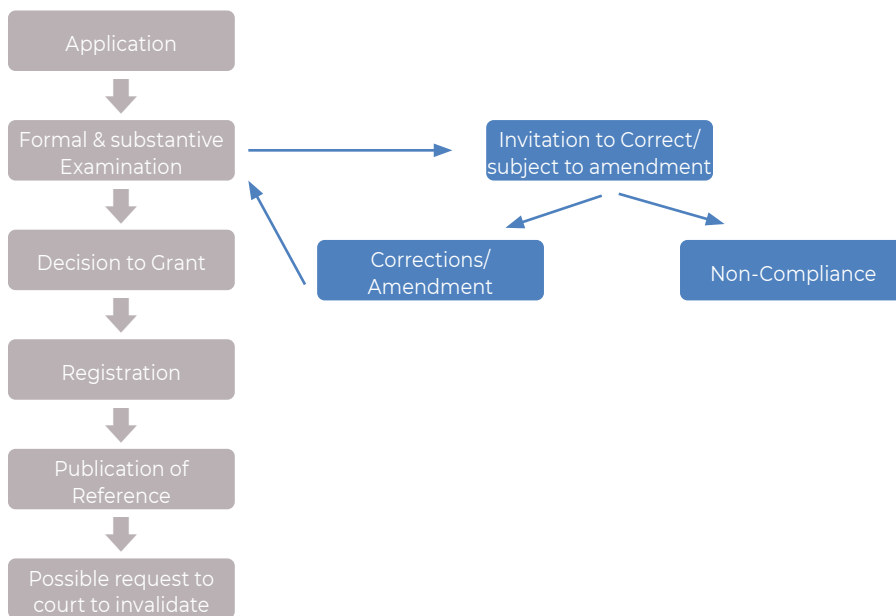 Application
Formal & substantive
Examination
Invitation to Correct/
subject to amendment
Decision to Grant
Corrections/
Amendment
Non-Compliance
Registration
Publication of
Reference
Possible request to
court to invalidate